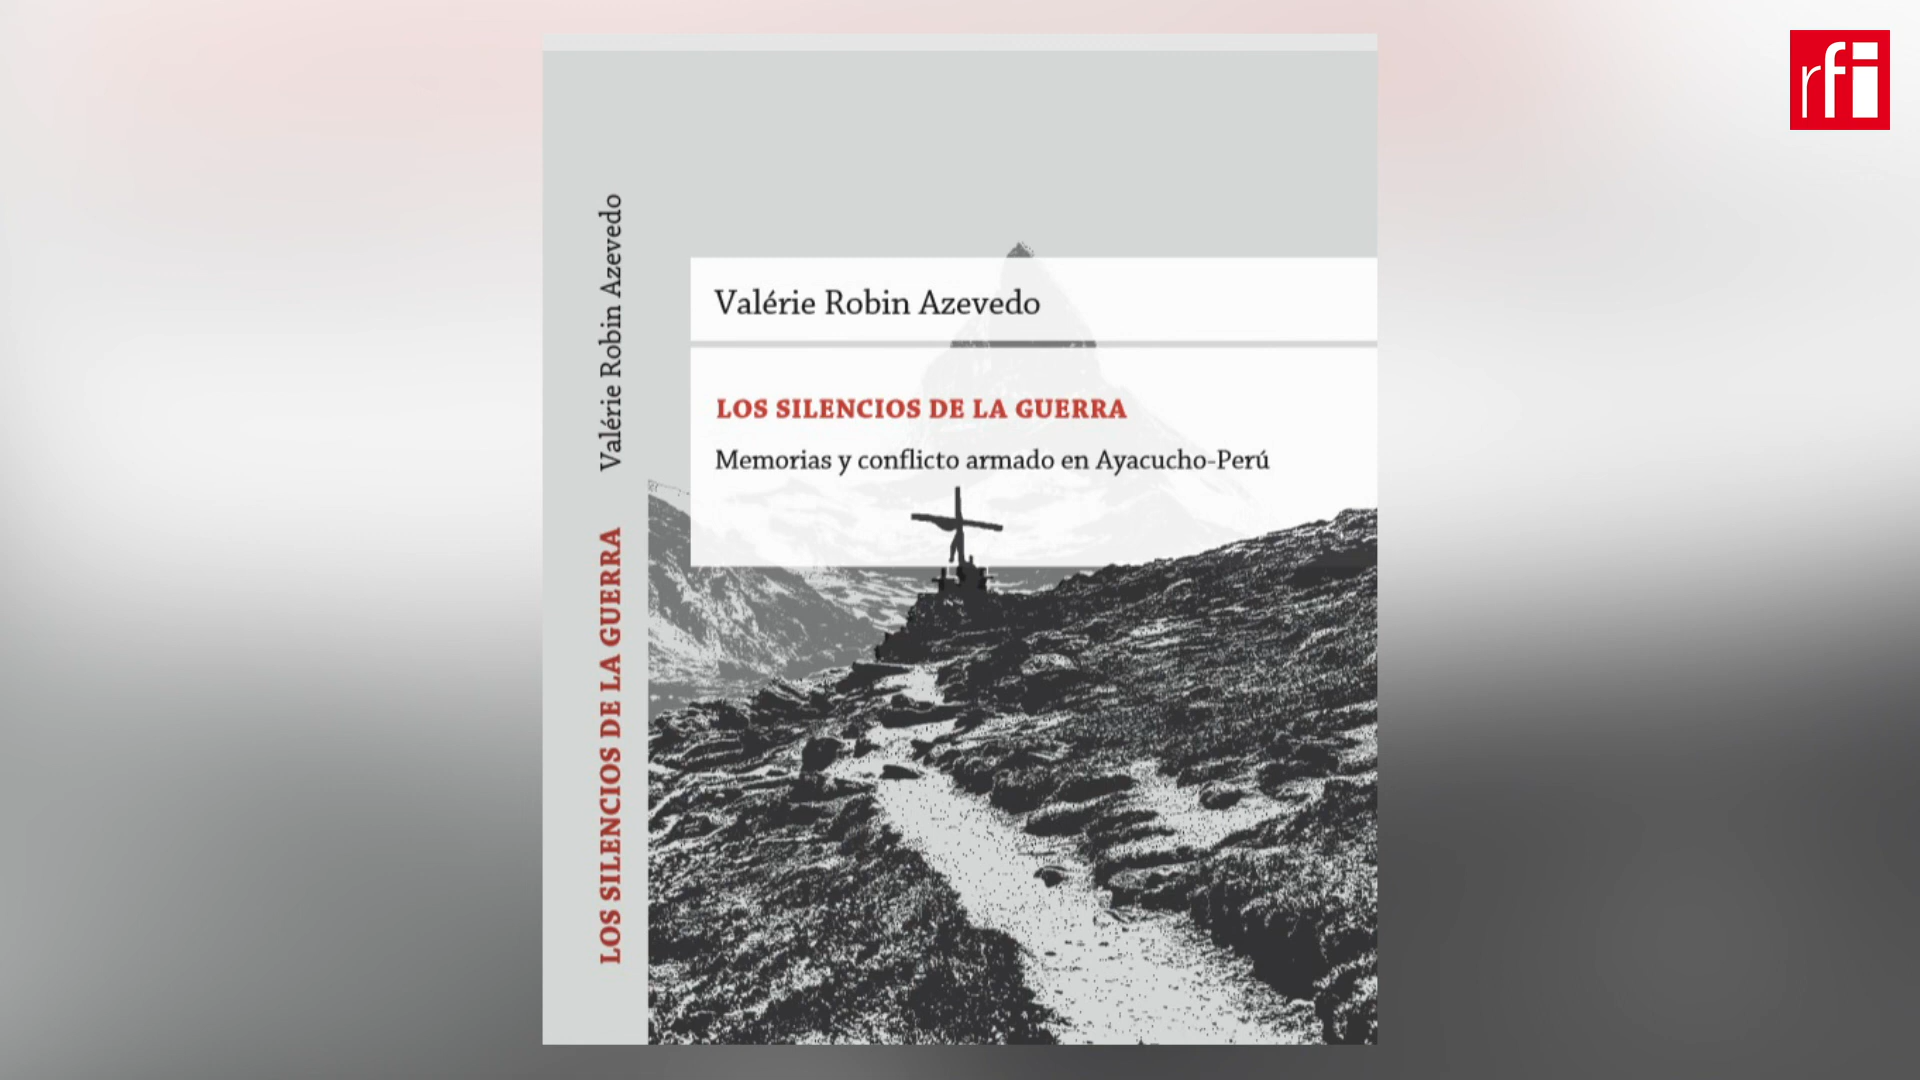 rfi
Valérie Robin Azevedo
LOS SILENCIOS DE LA GUERRA
Memorias y conflicto armado en Ayacucho-Perú
LOS SILENCIOS DE LA GUERRA Valérie Robin Azevedo